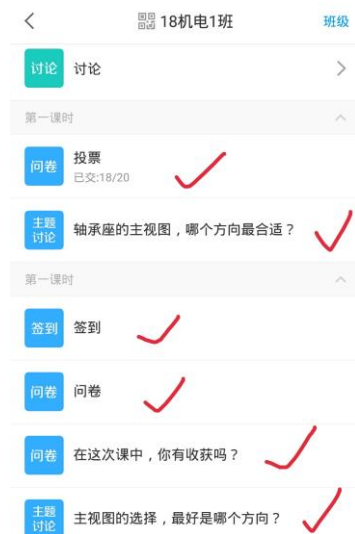 18机电1班
班级
讨论
讨论
第一课时
问卷
投票
已交:18/20
主题
讨论
轴承座的主视图，哪个方向最合适？
第一课时
签到
签到
问卷
问卷
问卷
在这次课中，你有收获吗？
主题
讨论
主视图的选择，最好是哪个方向？